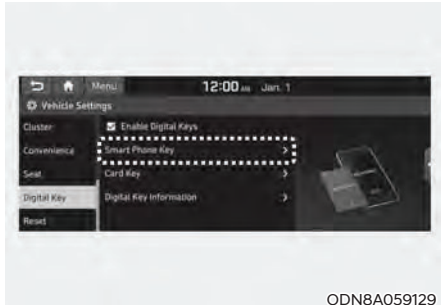 Menu 12:00 AM Jan. 1
Vehicle Settings
Cluster
Enable Digital Keys
Convenience
Smart Phone Key
Seat
Card Key
Digital Key
Digital Key Information
Reset
ODN8A059129